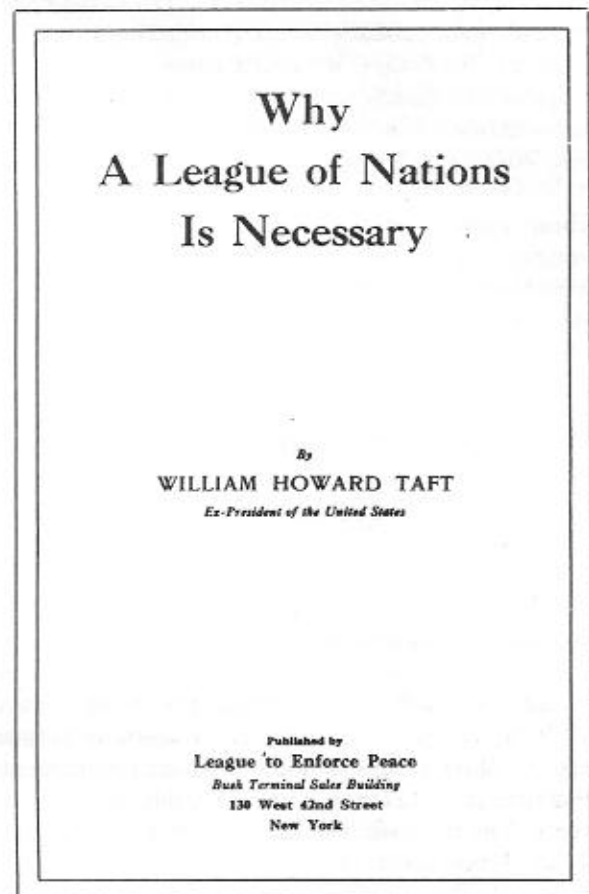 Why
A League of Nations
Is Necessary
By
WILLIAM HOWARD TAFT
Ex-President of the United States
Published by
League to Enforce Peace
Bush Terminal Sales Building
130 West 42nd Street
New York